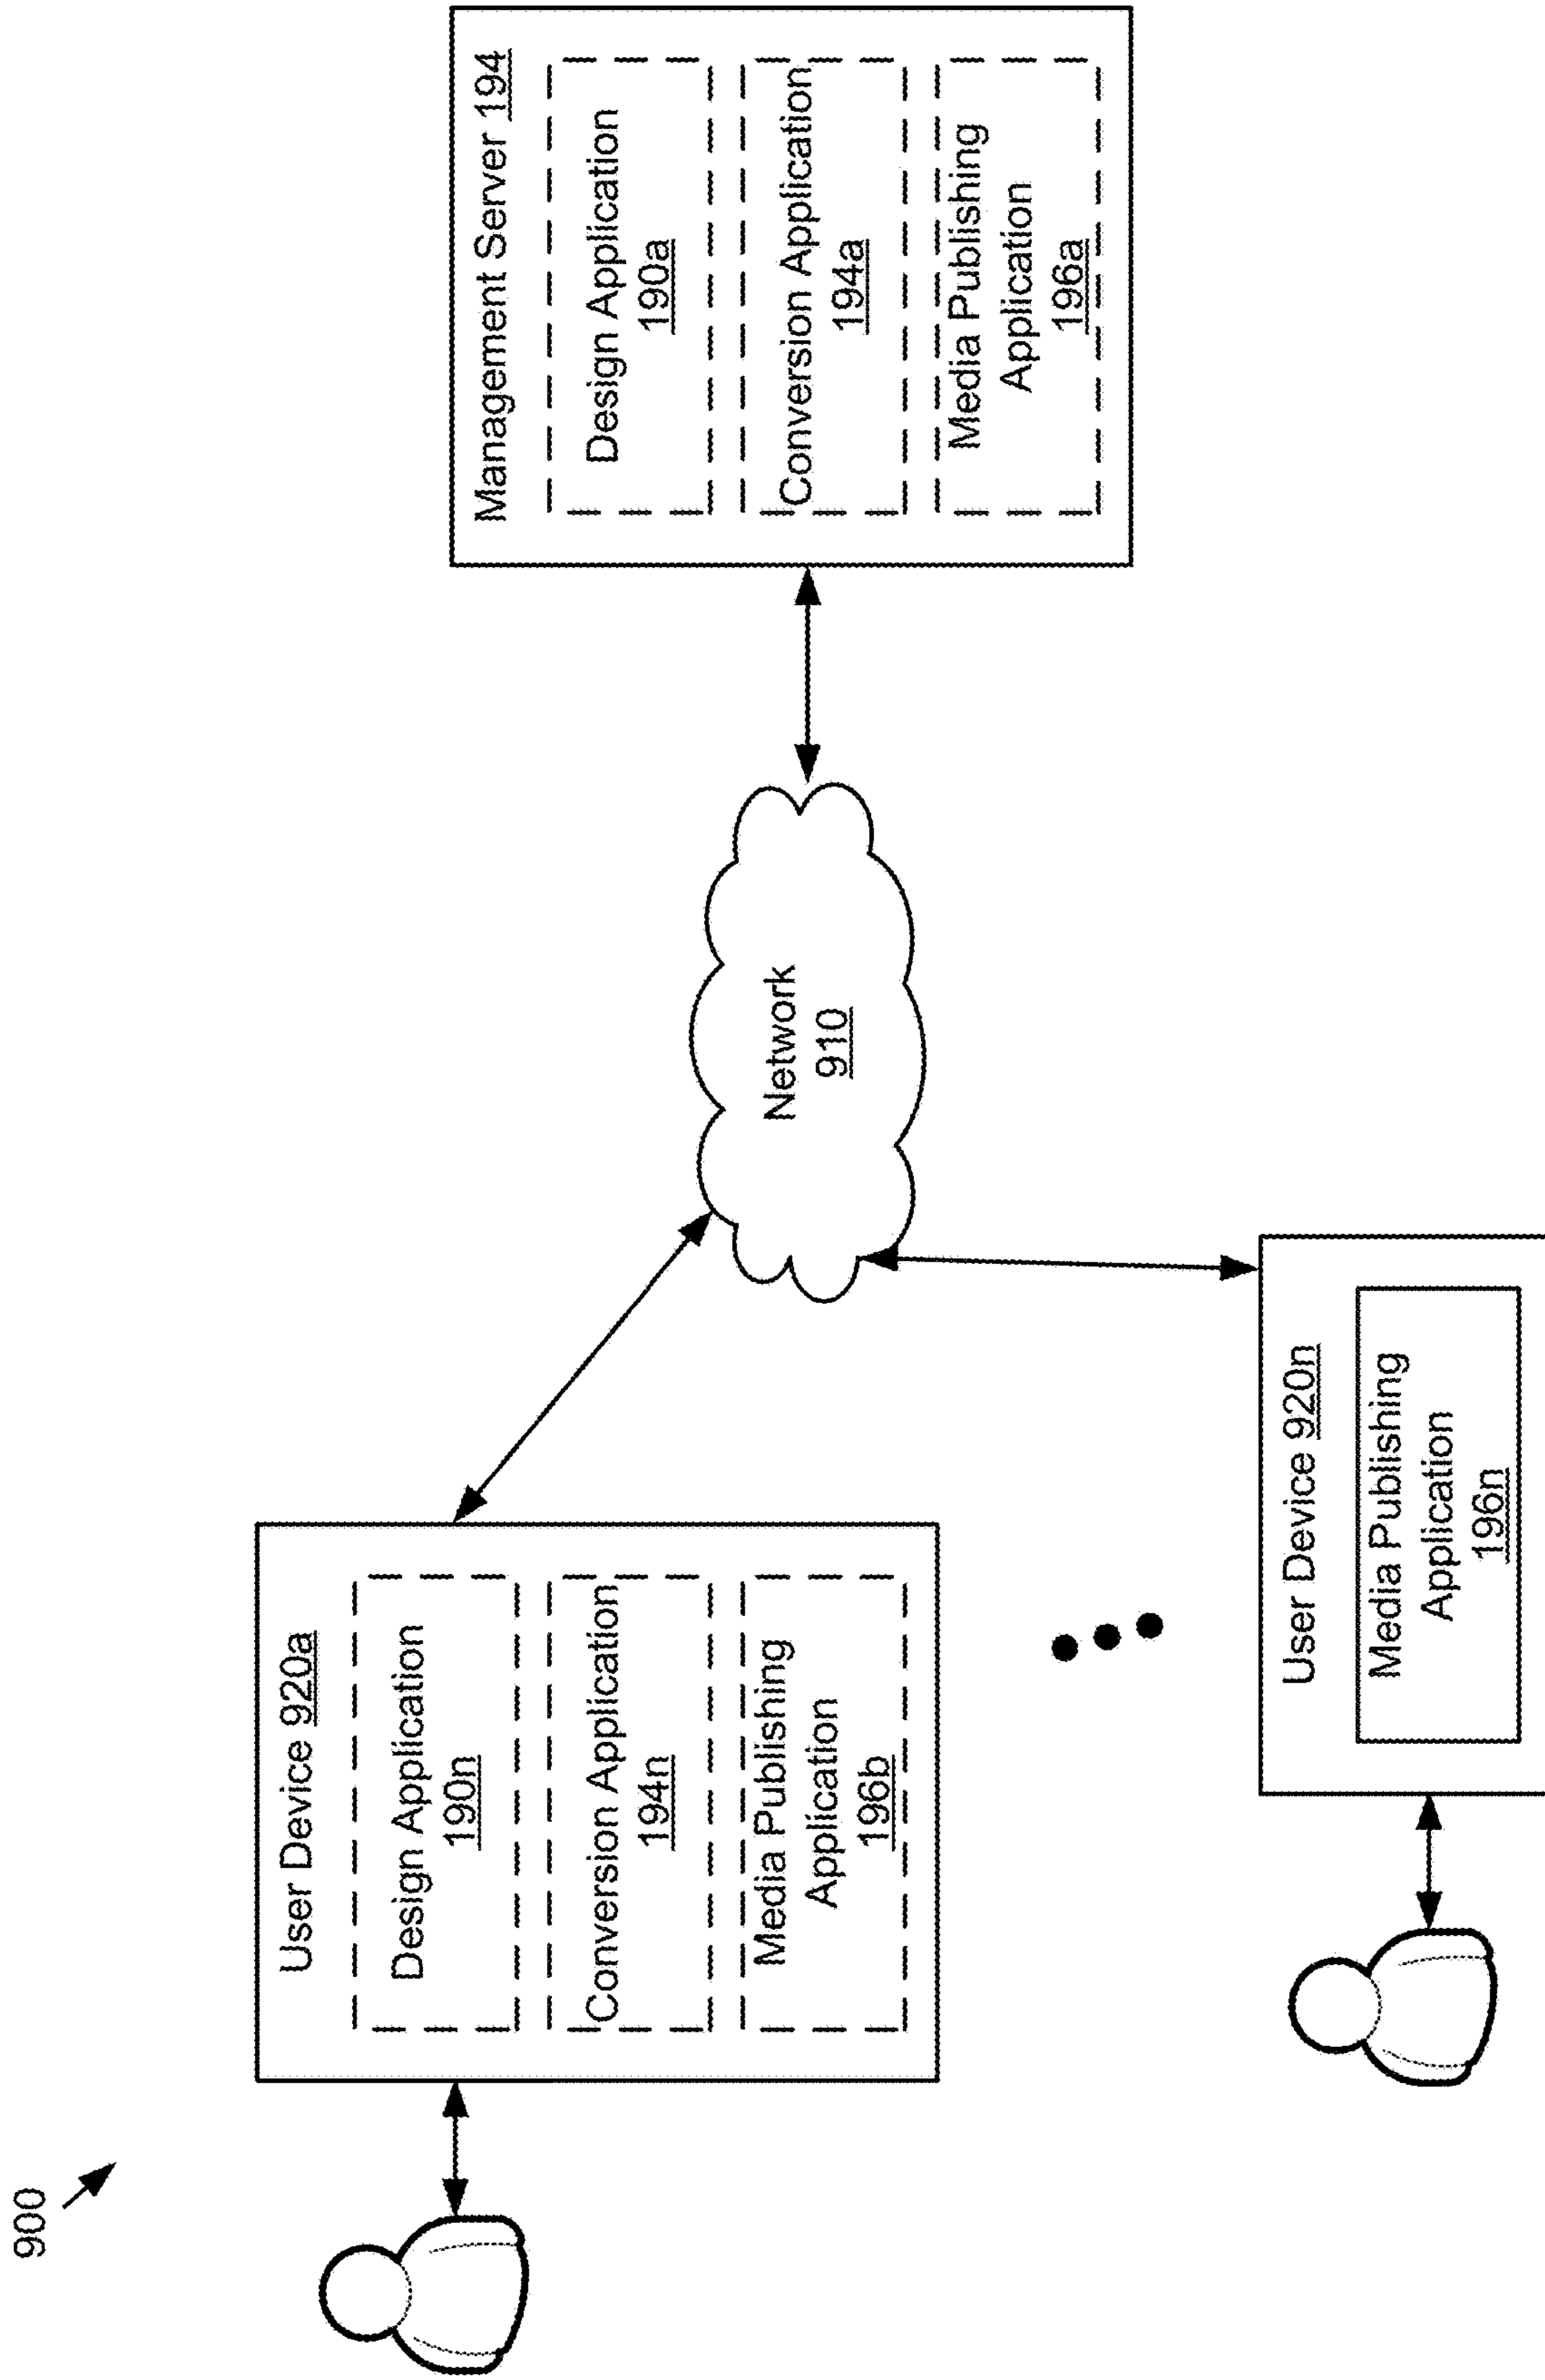 900
User Device 920a
Design Application
190n
Conversion Application
194n
Media Publishing
Application
196b
Network
910
Management Server 194
Design Application
190a
Conversion Application
194a
Media Publishing
Application
196a
User Device 920n
Media Publishing
Application
196n